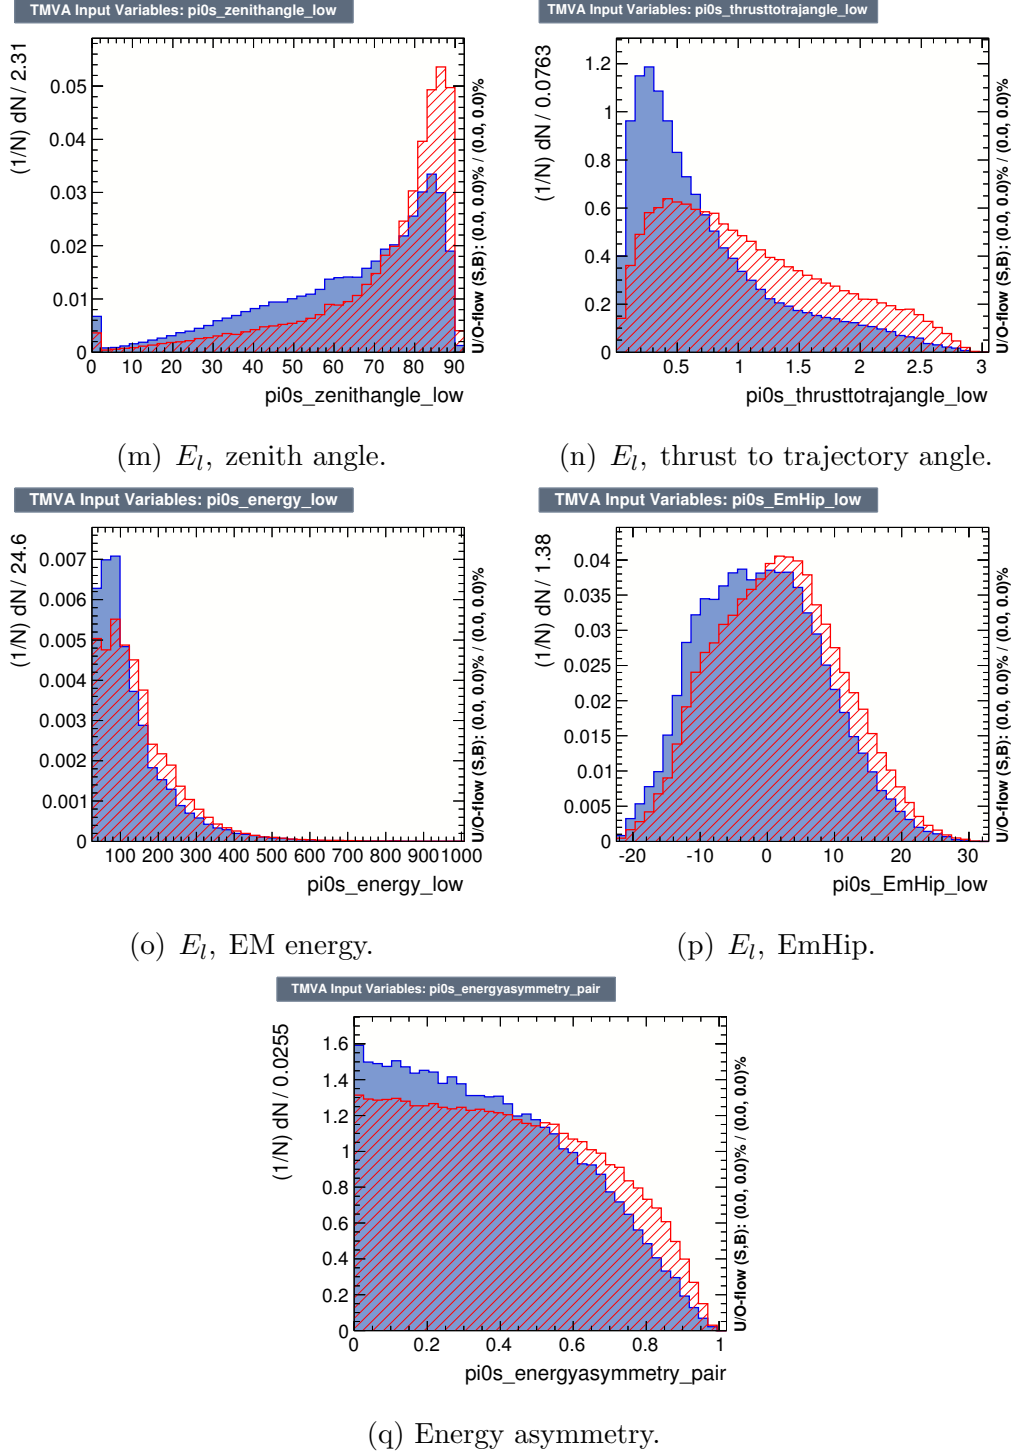 TMVA Input Variables: pi0s_zenithangle_low
(1/N) dN / 2.31
0.05
0.04
0.03
0.02
0.01
0
0 10 20 30 40 50 60 70 80 90
pi0s_zenithangle_low
U/O-flow (S,B): (0.0, 0.0)% / (0.0, 0.0)%
(m) E_l, zenith angle.
TMVA Input Variables: pi0s_thrusttotrajangle_low
(1/N) dN / 0.0763
1.2
1
0.8
0.6
0.4
0.2
0
0.5 1 1.5 2 2.5 3
pi0s_thrusttotrajangle_low
U/O-flow (S,B): (0.0, 0.0)% / (0.0, 0.0)%
(n) E_l, thrust to trajectory angle.
TMVA Input Variables: pi0s_energy_low
(1/N) dN / 24.6
0.007
0.006
0.005
0.004
0.003
0.002
0.001
0
100 200 300 400 500 600 700 800 900 1000
pi0s_energy_low
U/O-flow (S,B): (0.0, 0.0)% / (0.0, 0.0)%
(o) E_l, EM energy.
TMVA Input Variables: pi0s_EmHip_low
(1/N) dN / 1.38
0.04
0.035
0.03
0.025
0.02
0.015
0.01
0.005
0
-20 -10 0 10 20 30
pi0s_EmHip_low
U/O-flow (S,B): (0.0, 0.0)% / (0.0, 0.0)%
(p) E_l, EmHip.
TMVA Input Variables: pi0s_energyasymmetry_pair
(1/N) dN / 0.0255
1.6
1.4
1.2
1
0.8
0.6
0.4
0.2
0
0 0.2 0.4 0.6 0.8 1
pi0s_energyasymmetry_pair
U/O-flow (S,B): (0.0, 0.0)% / (0.0, 0.0)%
(q) Energy asymmetry.